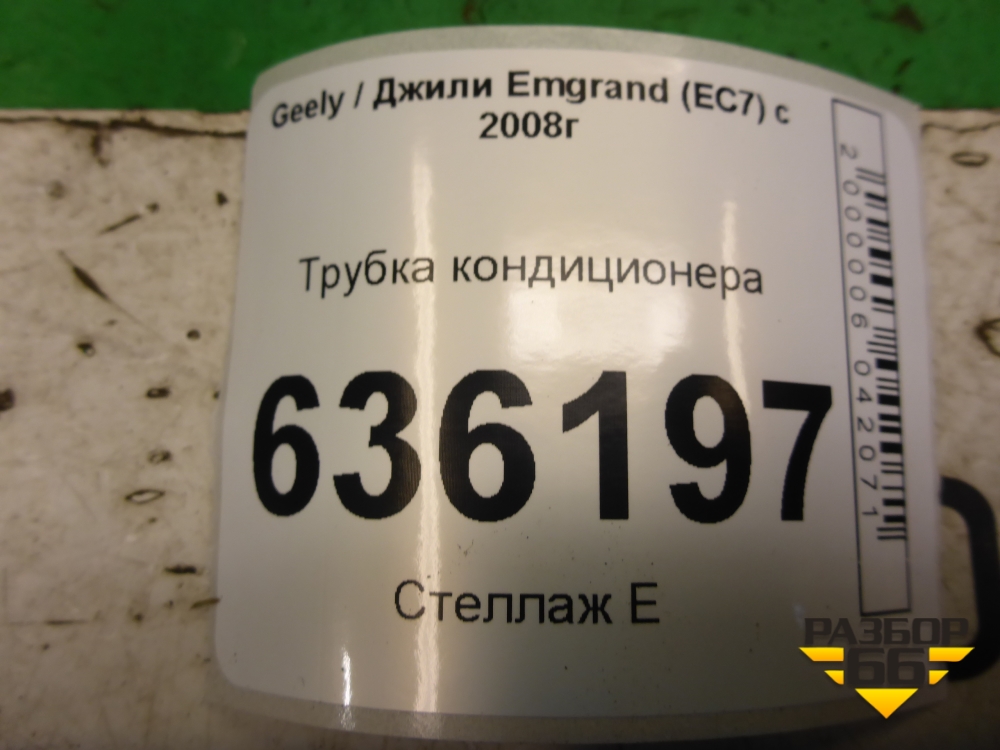 Geely / Джили Emgrand (EC7) с
2008г
Трубка кондиционера
636197
Стеллаж Е
2000006042071
РАЗБОР
66